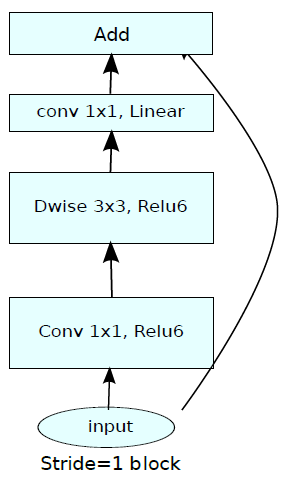 Add
conv 1x1, Linear
Dwise 3x3, Relu6
Conv 1x1, Relu6
input
Stride=1 block